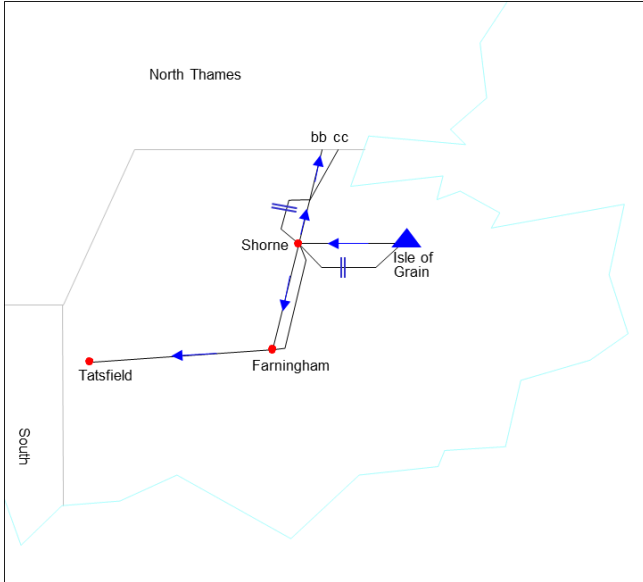 North Thames
bb cc
Shorne
Isle of
Grain
Farningham
Tatsfield
South